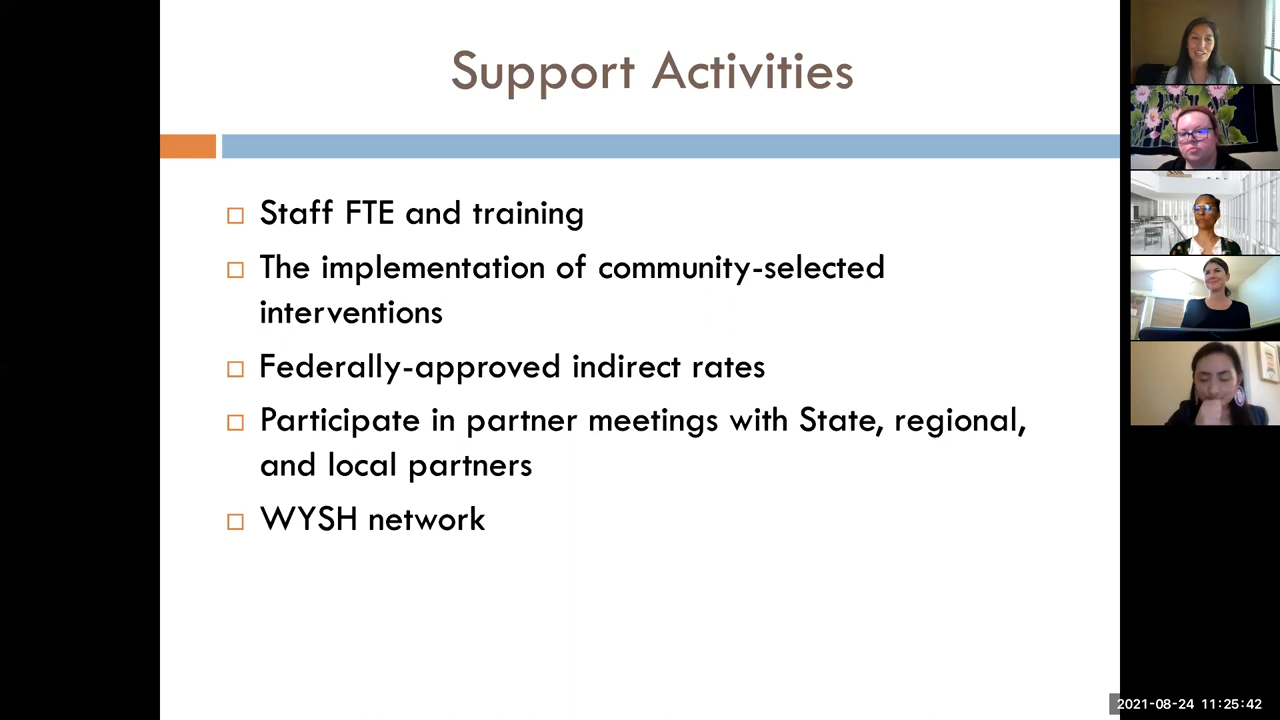 Support Activities
Staff FTE and training
The implementation of community-selected
interventions
Federally-approved indirect rates
Participate in partner meetings with State, regional,
and local partners
WYSH network
2021-08-24 11:25:42